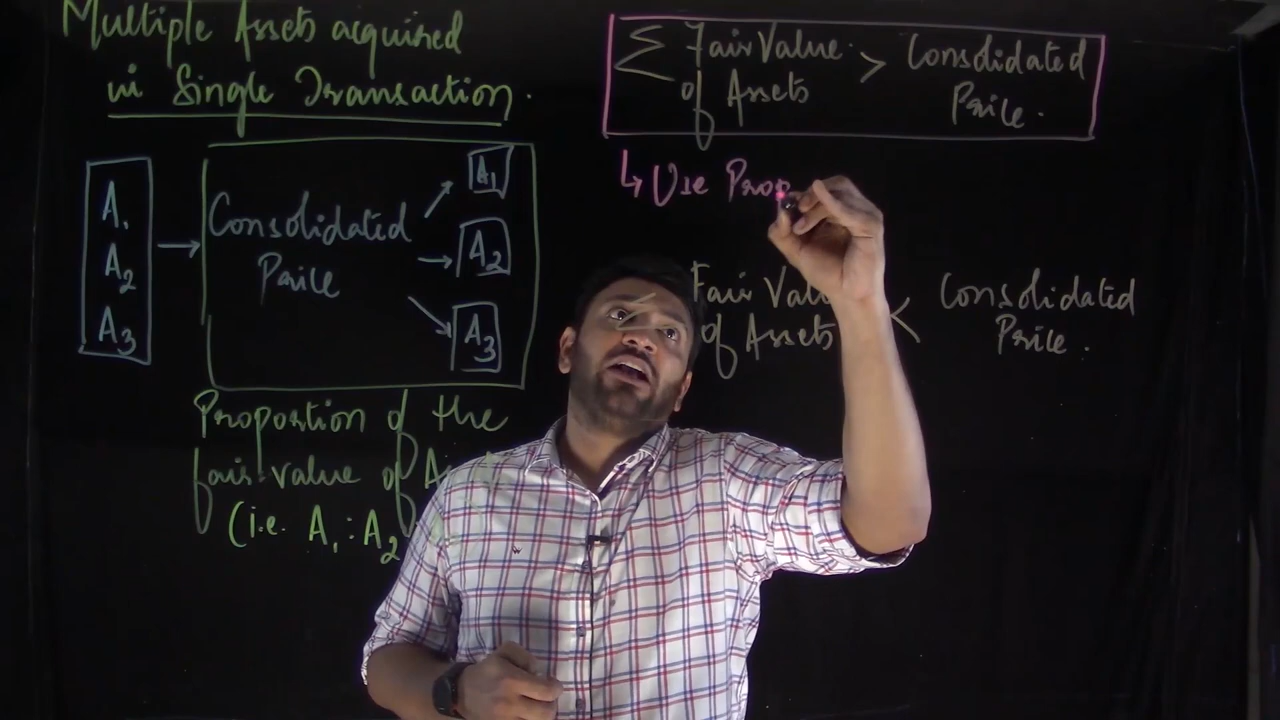 Multiple Assets acquired
in Single Transaction.
A1
A2
A3
Consolidated
Price
A1
A2
A3
Proportion of the
fair value of
(i.e. A1 : A2
Σ Fair Value
of Assets
>
Consolidated
Price.
↳ Use Prop
Fair Val
of Assets
<
Consolidated
Price.